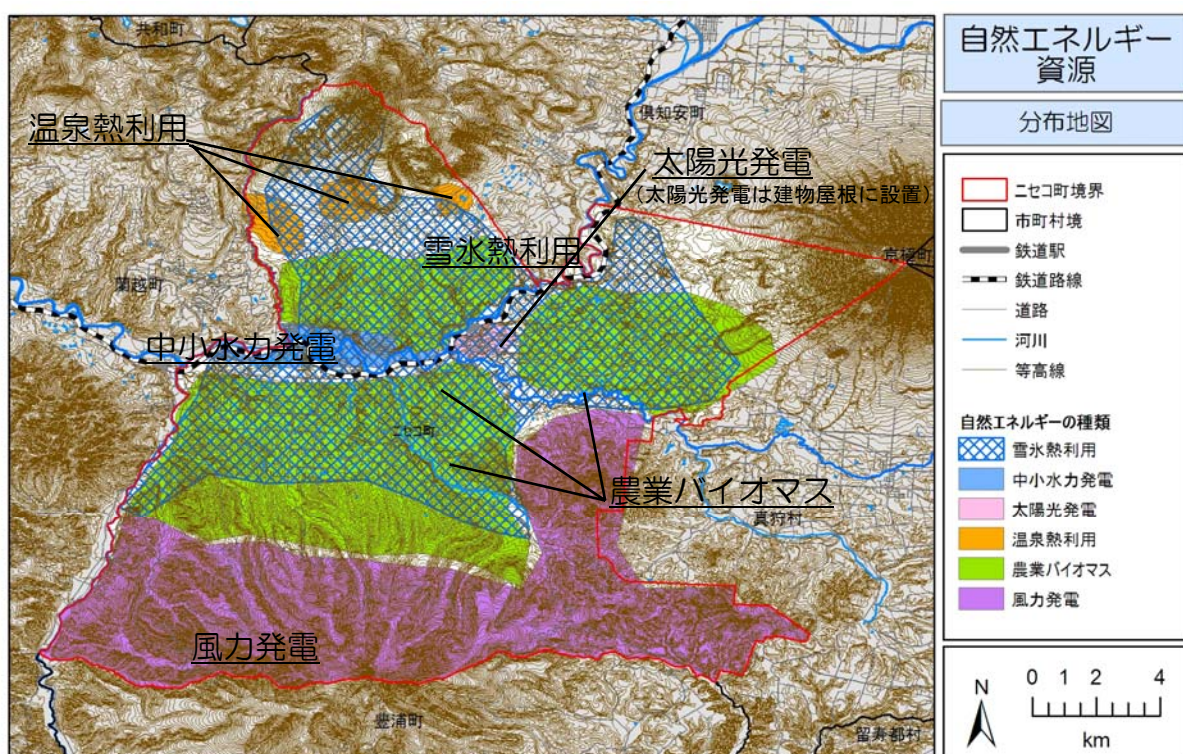 自然エネルギー
資源
分布地図
共和町
倶知安町
温泉熱利用
太陽光発電
（太陽光発電は建物屋根に設置）
京極町
雪氷熱利用
蘭越町
中小水力発電
ニセコ町
農業バイオマス
真狩村
風力発電
豊浦町
留寿都村
ニセコ町境界
市町村境
鉄道駅
鉄道路線
道路
河川
等高線
自然エネルギーの種類
雪氷熱利用
中小水力発電
太陽光発電
温泉熱利用
農業バイオマス
風力発電
N
0 1 2 4
km